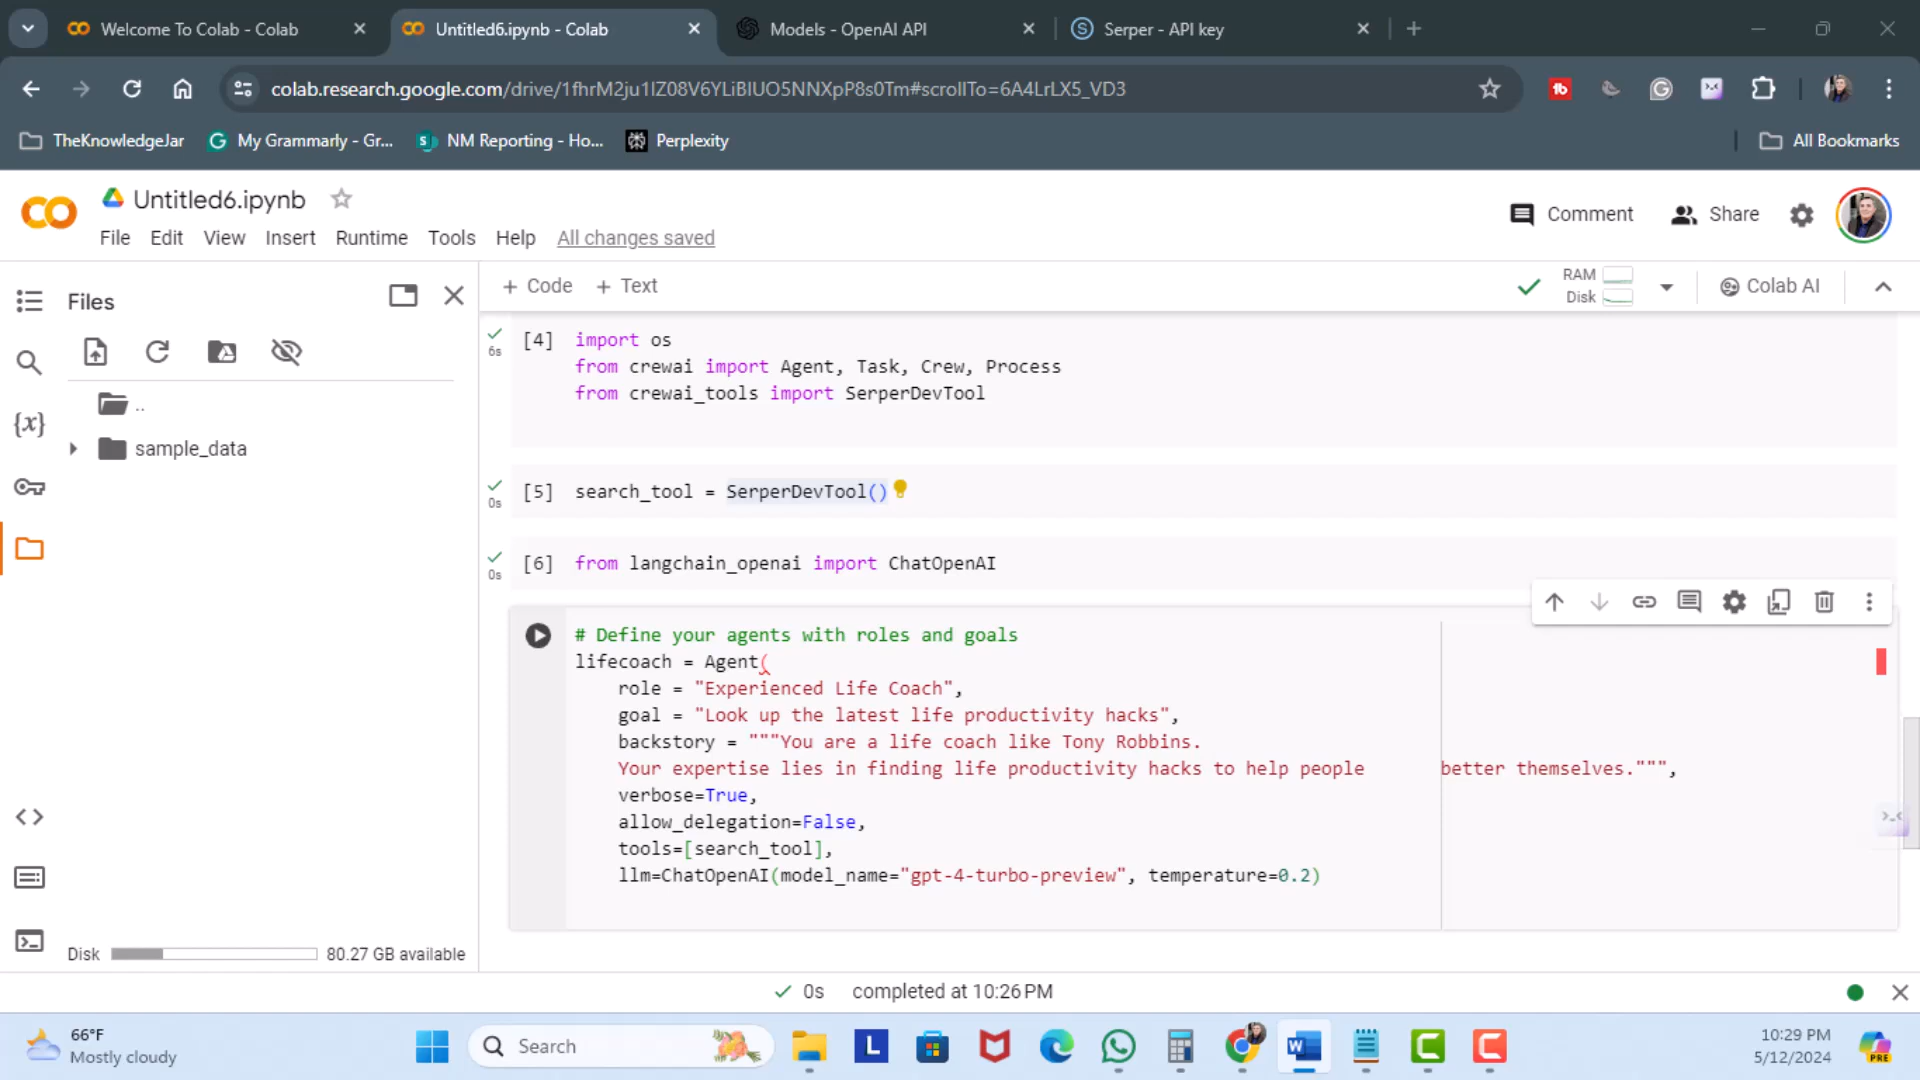 Welcome To Colab - Colab
Untitled6.ipynb - Colab
Models - OpenAI API
Serper - API key
colab.research.google.com/drive/1fhrM2ju1IZ08V6YLiBIUO5NNXpP8s0Tm#scrollTo=6A4LrLX5_VD3
TheKnowledgeJar
My Grammarly - Gr...
NM Reporting - Ho...
Perplexity
All Bookmarks
Untitled6.ipynb
Comment
Share
File Edit View Insert Runtime Tools Help All changes saved
Files
+ Code + Text
RAM
Disk
Colab AI
..
sample_data
Disk
80.27 GB available
6s
[4] import os
from crewai import Agent, Task, Crew, Process
from crewai_tools import SerperDevTool
0s
[5] search_tool = SerperDevTool()
0s
[6] from langchain_openai import ChatOpenAI
# Define your agents with roles and goals
lifecoach = Agent(
role = "Experienced Life Coach",
goal = "Look up the latest life productivity hacks",
backstory = """You are a life coach like Tony Robbins.
Your expertise lies in finding life productivity hacks to help people better themselves.""",
verbose=True,
allow_delegation=False,
tools=[search_tool],
llm=ChatOpenAI(model_name="gpt-4-turbo-preview", temperature=0.2)
0s completed at 10:26 PM
66°F
Mostly cloudy
Search
10:29 PM
5/12/2024